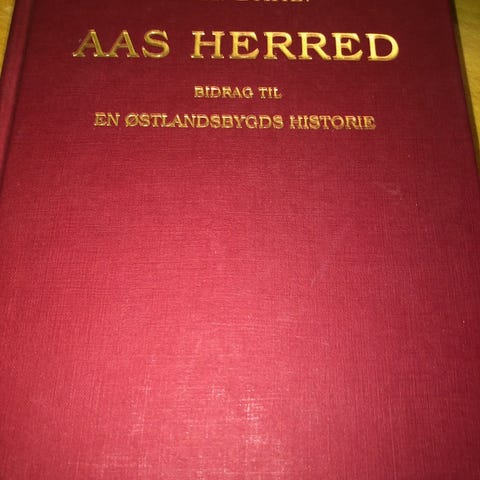 AAS HERRED
BIDRAG TIL
EN ØSTLANDSBYGDS HISTORIE